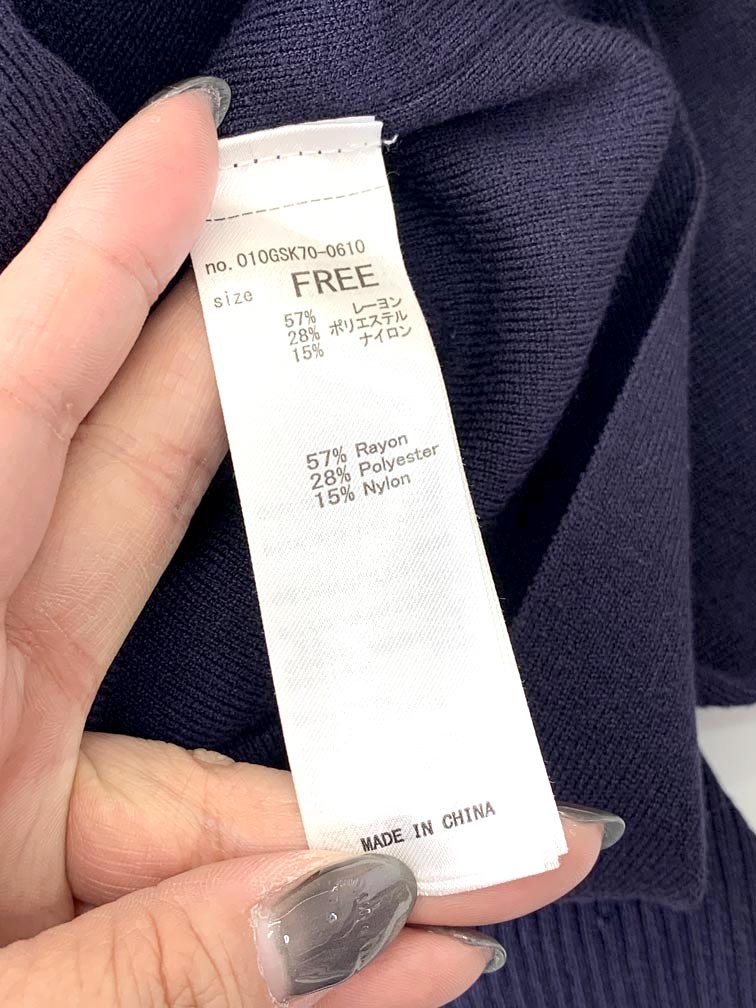 no. 010GSK70-0610
size FREE
57% レーヨン
28% ポリエステル
15% ナイロン
57% Rayon
28% Polyester
15% Nylon
MADE IN CHINA